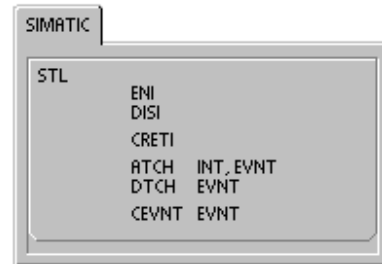 SIMATIC
STL
ENI
DISI
CRETI
ATCH INT, EVNT
DTCH EVNT
CEVNT EVNT